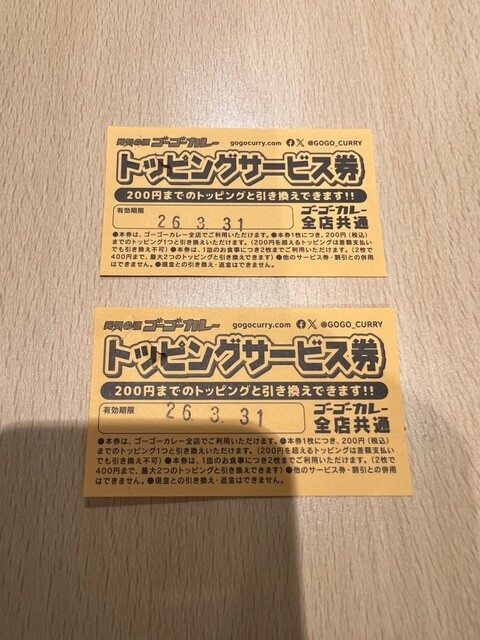 元気の源 ゴーゴーカレー gogocurry.com @GOGO_CURRY
トッピングサービス券
200円までのトッピングと引き換えできます!!
有効期限
26. 3. 31
ゴーゴーカレー
全店共通
●本券は、ゴーゴーカレー全店でご利用いただけます。●本券1枚につき、200円(税込)
までのトッピング1つと引き換えいただけます。(200円を超えるトッピングは差額支払い
でも引き換え不可) ●本券は、1皿のお食事につき2枚までご利用いただけます。(2枚で
400円まで、最大2つのトッピングと引き換えできます) ●他のサービス券・割引との併用
はできません。●現金との引き換え・返金はできません。
元気の源 ゴーゴーカレー gogocurry.com @GOGO_CURRY
トッピングサービス券
200円までのトッピングと引き換えできます!!
有効期限
26. 3. 31
ゴーゴーカレー
全店共通
●本券は、ゴーゴーカレー全店でご利用いただけます。●本券1枚につき、200円(税込)
までのトッピング1つと引き換えいただけます。(200円を超えるトッピングは差額支払い
でも引き換え不可) ●本券は、1皿のお食事につき2枚までご利用いただけます。(2枚で
400円まで、最大2つのトッピングと引き換えできます) ●他のサービス券・割引との併用
はできません。●現金との引き換え・返金はできません。